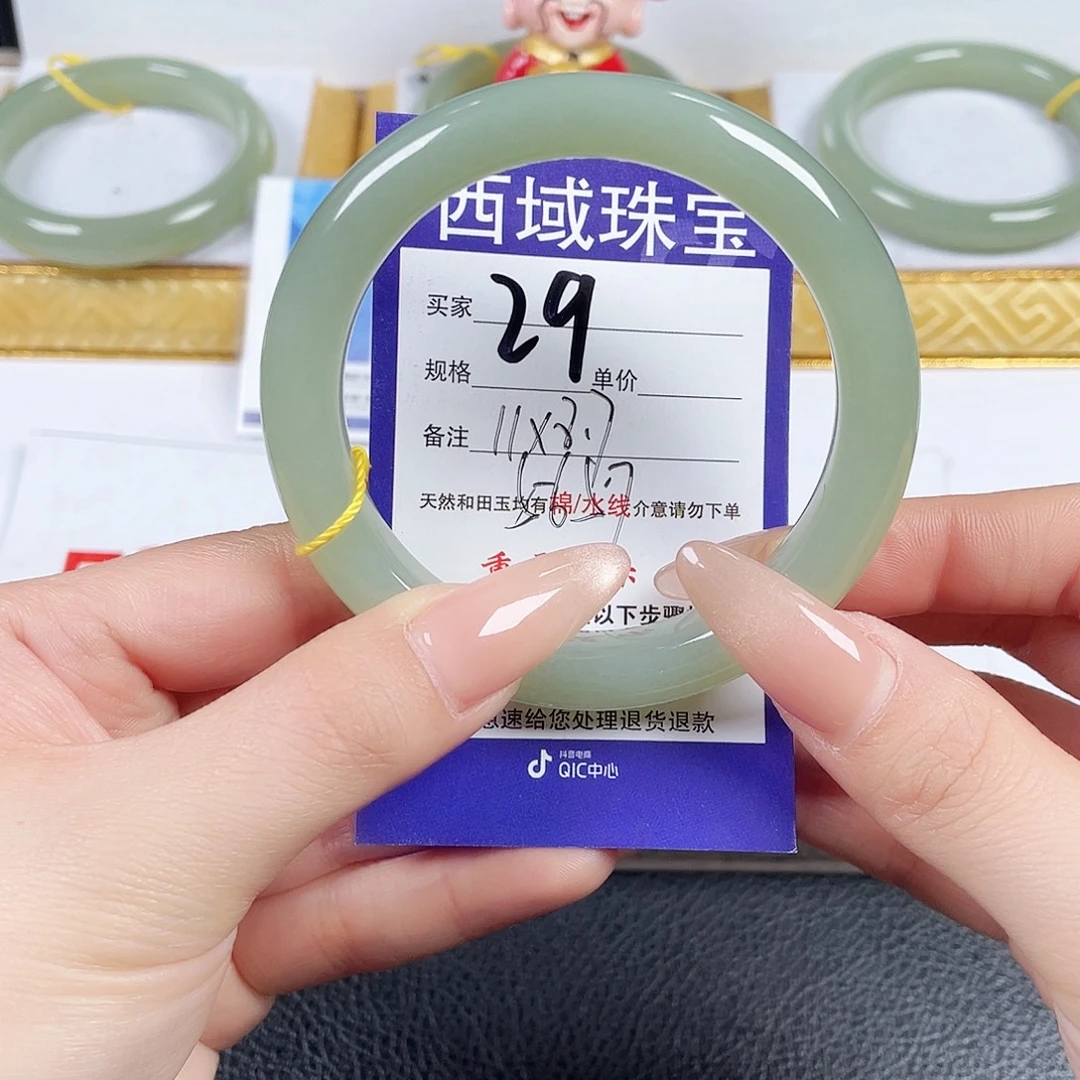 西域珠宝
买家 29
规格 单价
备注
天然和田玉均有棉/水线介意请勿下单
以下步骤
速给您处理退货退款
抖音电商
QIC中心